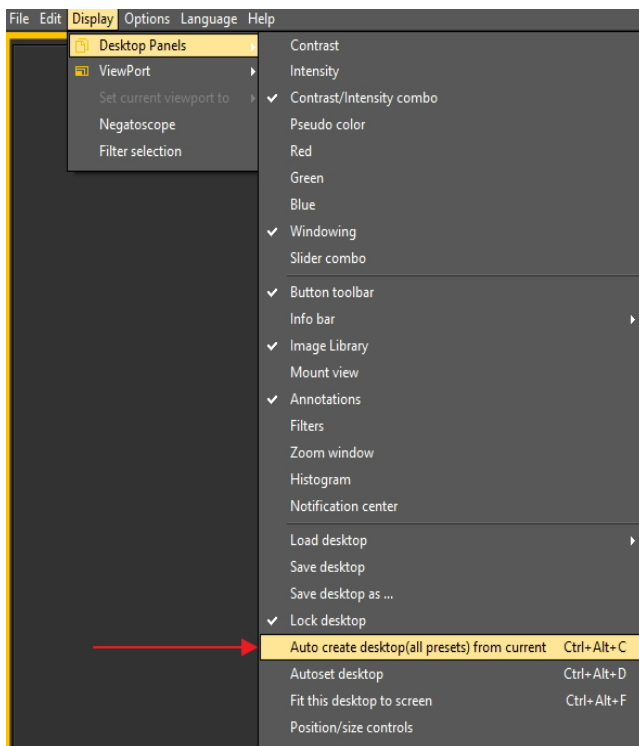 File Edit Display Options Language Help
Desktop Panels
ViewPort
Set current viewport to
Negatoscope
Filter selection
Contrast
Intensity
Contrast/Intensity combo
Pseudo color
Red
Green
Blue
Windowing
Slider combo
Button toolbar
Info bar
Image Library
Mount view
Annotations
Filters
Zoom window
Histogram
Notification center
Load desktop
Save desktop
Save desktop as ...
Lock desktop
Auto create desktop(all presets) from current Ctrl+Alt+C
Autoset desktop Ctrl+Alt+D
Fit this desktop to screen Ctrl+Alt+F
Position/size controls